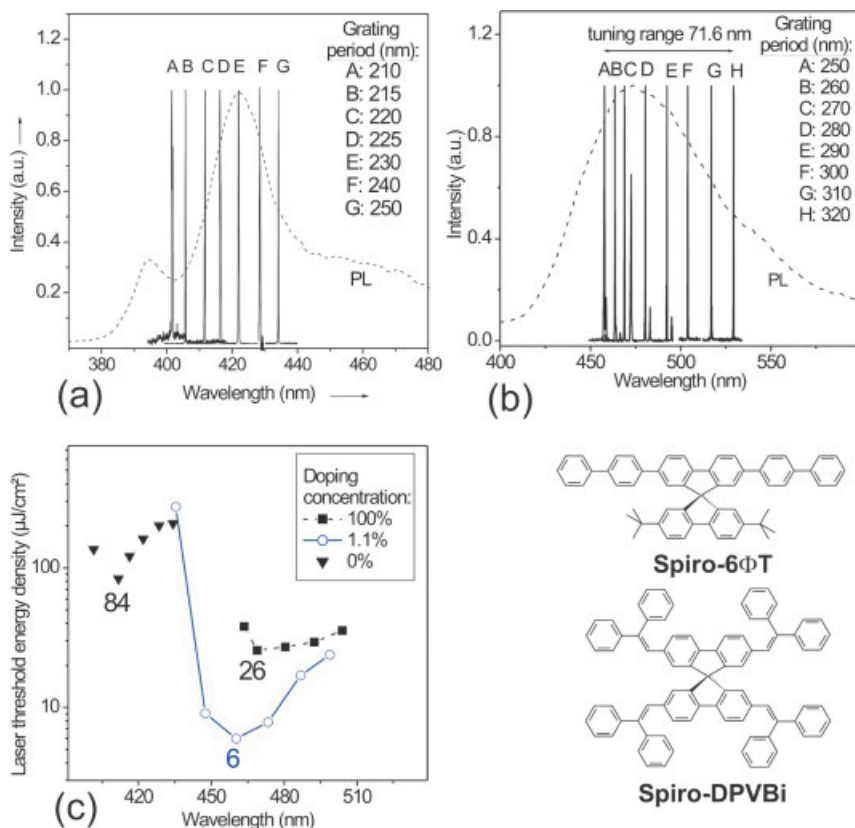 A B C D E F G
Grating
period (nm):
A: 210
B: 215
C: 220
D: 225
E: 230
F: 240
G: 250
1.2
1.0
0.8
0.6
0.4
0.2
Intensity (a.u.)
PL
380 400 420 440 460 480
Wavelength (nm)
(a)
tuning range 71.6 nm
A B C D E F G H
Grating
period (nm):
A: 250
B: 260
C: 270
D: 280
E: 290
F: 300
G: 310
H: 320
1.0
0.5
0.0
Intensity (a.u.)
PL
400 450 500 550
Wavelength (nm)
(b)
Laser threshold energy density (µJ/cm²)
100
10
Doping
concentration:
100%
1.1%
0%
84
26
6
420 450 480 510
Wavelength (nm)
(c)
Spiro-6ΦT
Spiro-DPVBi